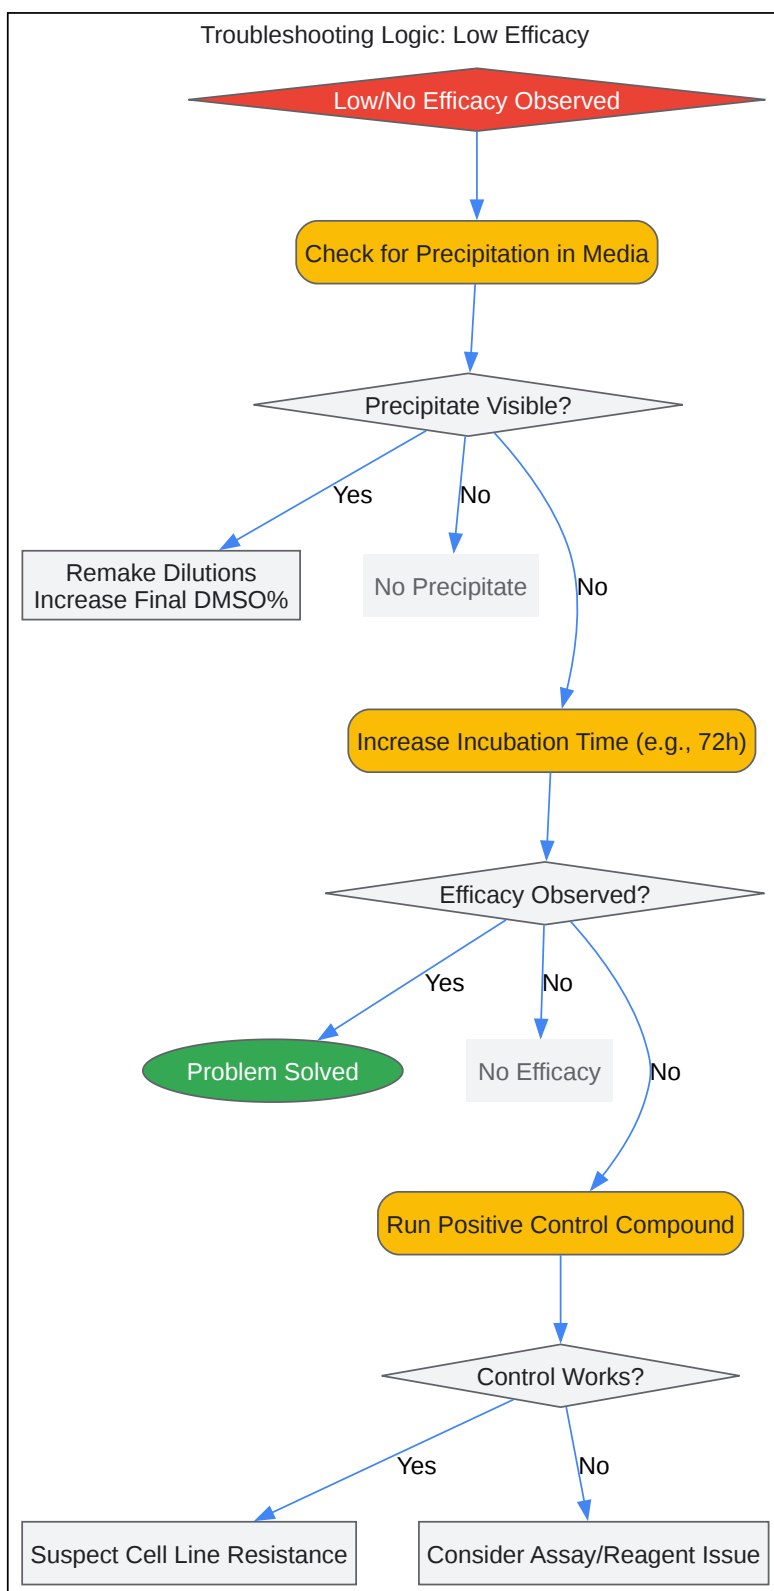 Troubleshooting Logic: Low Efficacy
Low/No Efficacy Observed
Check for Precipitation in Media
Precipitate Visible?
Yes
No
Remake Dilutions
Increase Final DMSO%
No Precipitate
No
Increase Incubation Time (e.g., 72h)
Efficacy Observed?
Yes
No
Problem Solved
No Efficacy
No
Run Positive Control Compound
Control Works?
Yes
No
Suspect Cell Line Resistance
Consider Assay/Reagent Issue